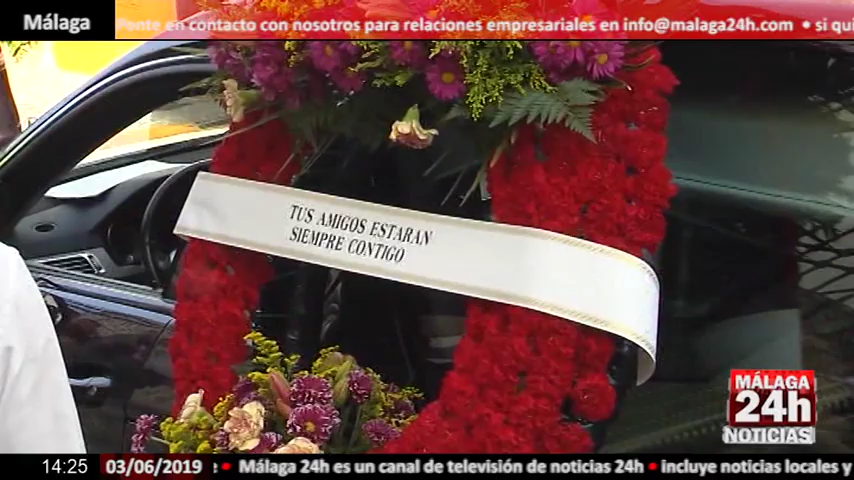 Málaga
Ponte en contacto con nosotros para relaciones empresariales en info@malaga24h.com • si qui
TUS AMIGOS ESTARAN
SIEMPRE CONTIGO
MÁLAGA
24h
NOTICIAS
14:25 03/06/2019 • Málaga 24h es un canal de televisión de noticias 24h • incluye noticias locales y